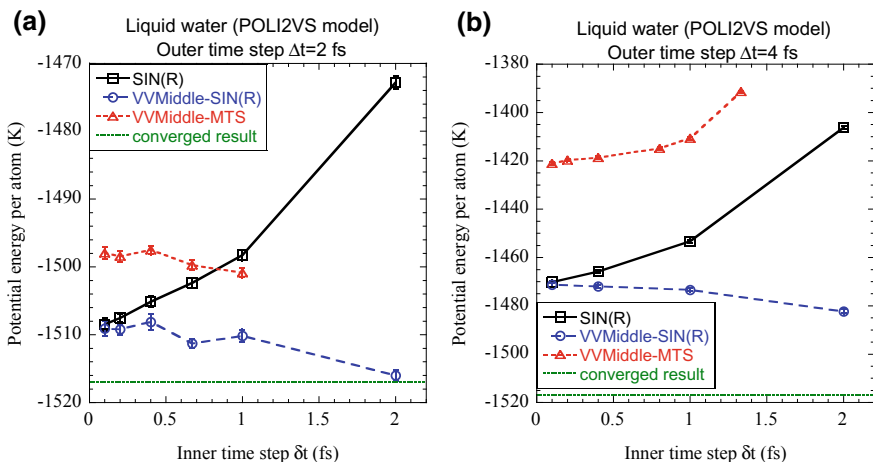 (a)
Liquid water (POLI2VS model)
Outer time step Δt=2 fs
-1470
-1480
-1490
-1500
-1510
-1520
Potential energy per atom (K)
SIN(R)
VVMiddle-SIN(R)
VVMiddle-MTS
converged result
0
0.5
1
1.5
2
Inner time step δt (fs)
(b)
Liquid water (POLI2VS model)
Outer time step Δt=4 fs
-1380
-1400
-1420
-1440
-1460
-1480
-1500
-1520
Potential energy per atom (K)
SIN(R)
VVMiddle-SIN(R)
VVMiddle-MTS
converged result
0
0.5
1
1.5
2
Inner time step δt (fs)